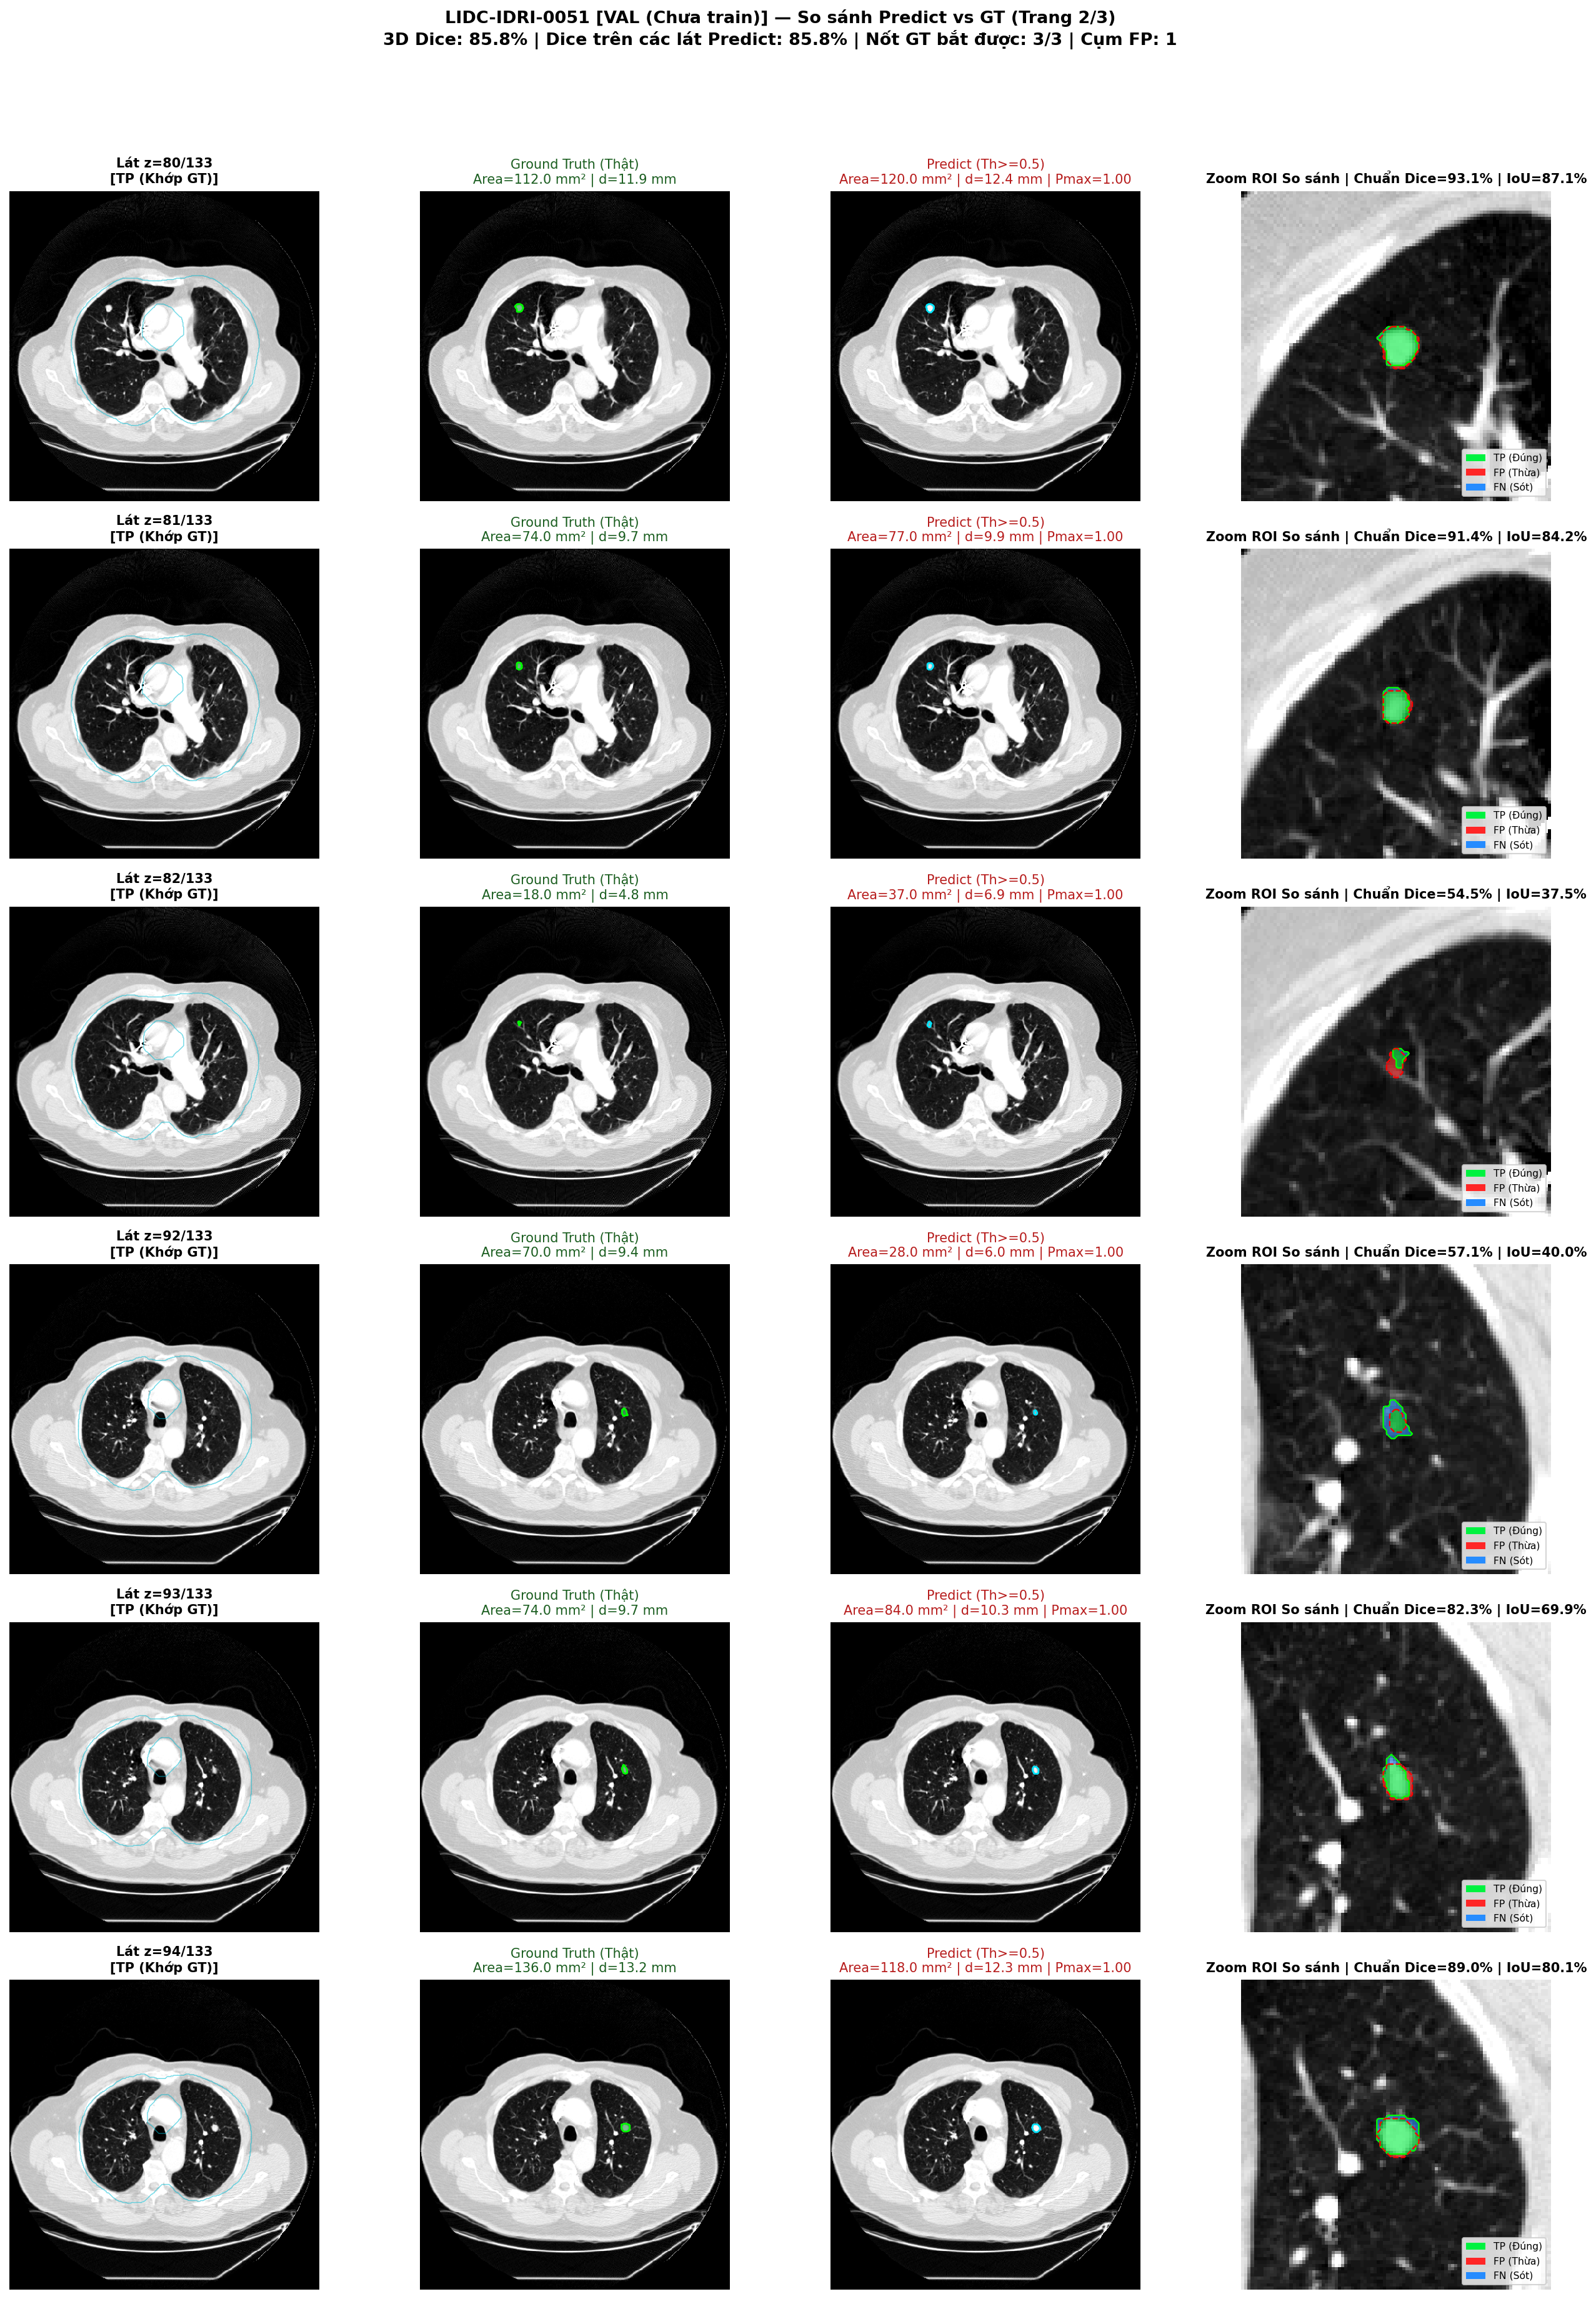 LIDC-IDRI-0051 [VAL (Chưa train)] — So sánh Predict vs GT (Trang 2/3)
3D Dice: 85.8% | Dice trên các lát Predict: 85.8% | Nốt GT bắt được: 3/3 | Cụm FP: 1
Lát z=80/133
[TP (Khớp GT)]
Ground Truth (Thật)
Area=112.0 mm² | d=11.9 mm
Predict (Th>=0.5)
Area=120.0 mm² | d=12.4 mm | Pmax=1.00
Zoom ROI So sánh | Chuẩn Dice=93.1% | IoU=87.1%
TP (Đúng)
FP (Thừa)
FN (Sót)
Lát z=81/133
[TP (Khớp GT)]
Ground Truth (Thật)
Area=74.0 mm² | d=9.7 mm
Predict (Th>=0.5)
Area=77.0 mm² | d=9.9 mm | Pmax=1.00
Zoom ROI So sánh | Chuẩn Dice=91.4% | IoU=84.2%
TP (Đúng)
FP (Thừa)
FN (Sót)
Lát z=82/133
[TP (Khớp GT)]
Ground Truth (Thật)
Area=18.0 mm² | d=4.8 mm
Predict (Th>=0.5)
Area=37.0 mm² | d=6.9 mm | Pmax=1.00
Zoom ROI So sánh | Chuẩn Dice=54.5% | IoU=37.5%
TP (Đúng)
FP (Thừa)
FN (Sót)
Lát z=92/133
[TP (Khớp GT)]
Ground Truth (Thật)
Area=70.0 mm² | d=9.4 mm
Predict (Th>=0.5)
Area=28.0 mm² | d=6.0 mm | Pmax=1.00
Zoom ROI So sánh | Chuẩn Dice=57.1% | IoU=40.0%
TP (Đúng)
FP (Thừa)
FN (Sót)
Lát z=93/133
[TP (Khớp GT)]
Ground Truth (Thật)
Area=74.0 mm² | d=9.7 mm
Predict (Th>=0.5)
Area=84.0 mm² | d=10.3 mm | Pmax=1.00
Zoom ROI So sánh | Chuẩn Dice=82.3% | IoU=69.9%
TP (Đúng)
FP (Thừa)
FN (Sót)
Lát z=94/133
[TP (Khớp GT)]
Ground Truth (Thật)
Area=136.0 mm² | d=13.2 mm
Predict (Th>=0.5)
Area=118.0 mm² | d=12.3 mm | Pmax=1.00
Zoom ROI So sánh | Chuẩn Dice=89.0% | IoU=80.1%
TP (Đúng)
FP (Thừa)
FN (Sót)